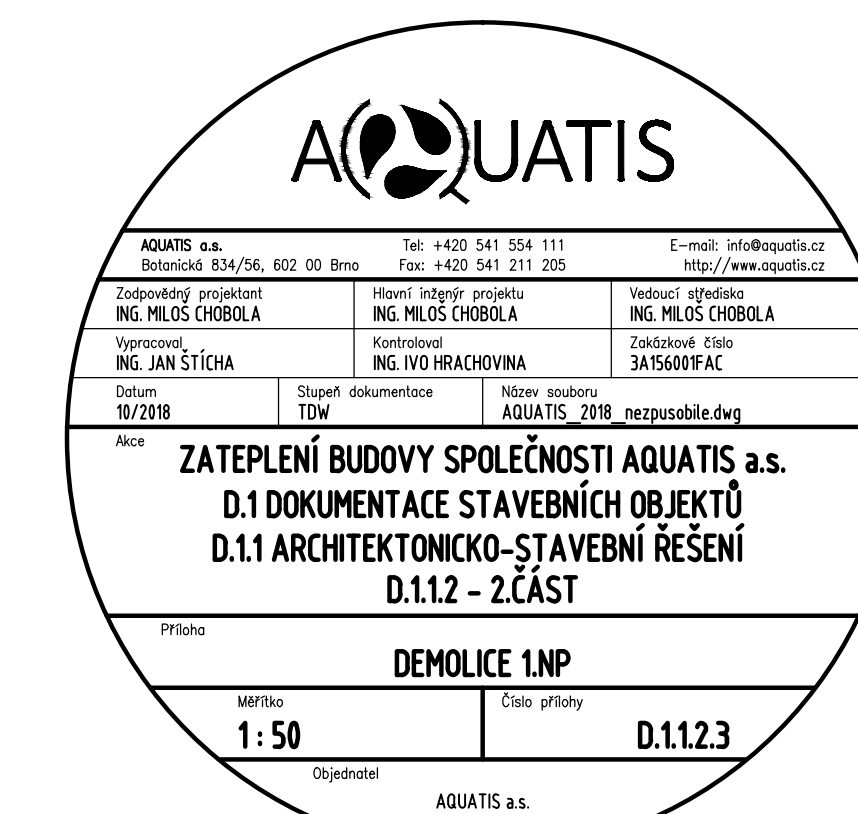 AQUATIS
AQUATIS a.s. Tel: +420 541 554 111 E-mail: info@aquatis.cz
Botanická 834/56, 602 00 Brno Fax: +420 541 211 205 http://www.aquatis.cz
Zodpovědný projektant Hlavní inženýr projektu Vedoucí střediska
ING. MILOŠ CHOBOLA ING. MILOŠ CHOBOLA ING. MILOŠ CHOBOLA
Vypracoval Kontroloval Zakázkové číslo
ING. JAN ŠTÍCHA ING. IVO HRACHOVINA 3A156001FAC
Datum Stupeň dokumentace Název souboru
10/2018 TDW AQUATIS_2018_nezpusobile.dwg
Akce
ZATEPLENÍ BUDOVY SPOLEČNOSTI AQUATIS a.s.
D.1 DOKUMENTACE STAVEBNÍCH OBJEKTŮ
D.1.1 ARCHITEKTONICKO-STAVEBNÍ ŘEŠENÍ
D.1.1.2 - 2.ČÁST
Příloha
DEMOLICE 1.NP
Měřítko Číslo přílohy
1 : 50 D.1.1.2.3
Objednatel
AQUATIS a.s.